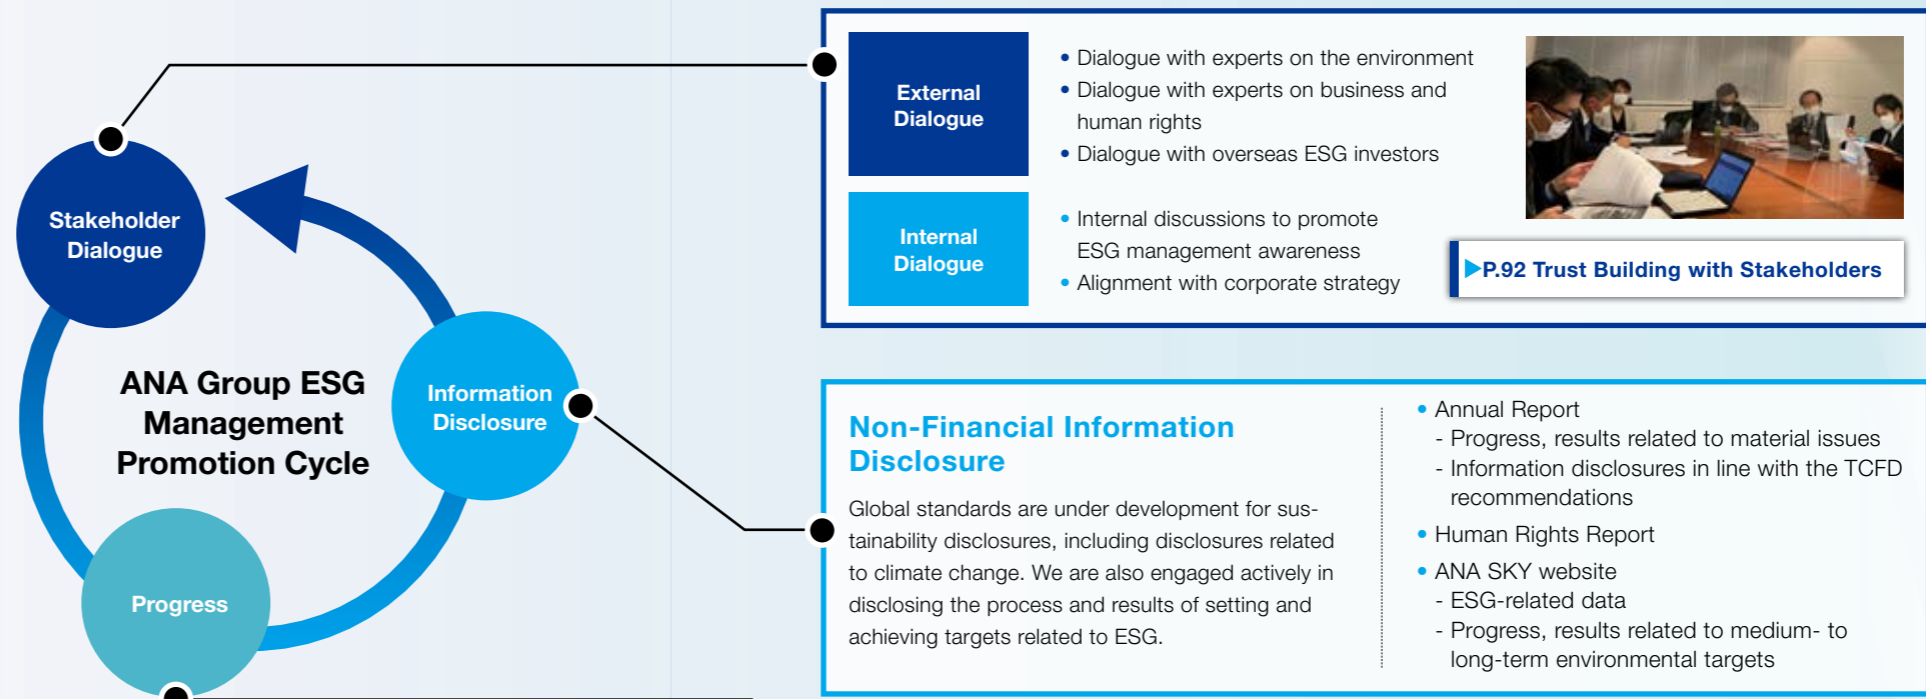 Stakeholder
Dialogue
ANA Group ESG
Management
Promotion Cycle
Information
Disclosure
Progress
External
Dialogue
• Dialogue with experts on the environment
• Dialogue with experts on business and
human rights
• Dialogue with overseas ESG investors
Internal
Dialogue
• Internal discussions to promote
ESG management awareness
• Alignment with corporate strategy
▶P.92 Trust Building with Stakeholders
Non-Financial Information
Disclosure
Global standards are under development for sus-
tainability disclosures, including disclosures related
to climate change. We are also engaged actively in
disclosing the process and results of setting and
achieving targets related to ESG.
• Annual Report
- Progress, results related to material issues
- Information disclosures in line with the TCFD
recommendations
• Human Rights Report
• ANA SKY website
- ESG-related data
- Progress, results related to medium- to
long-term environmental targets